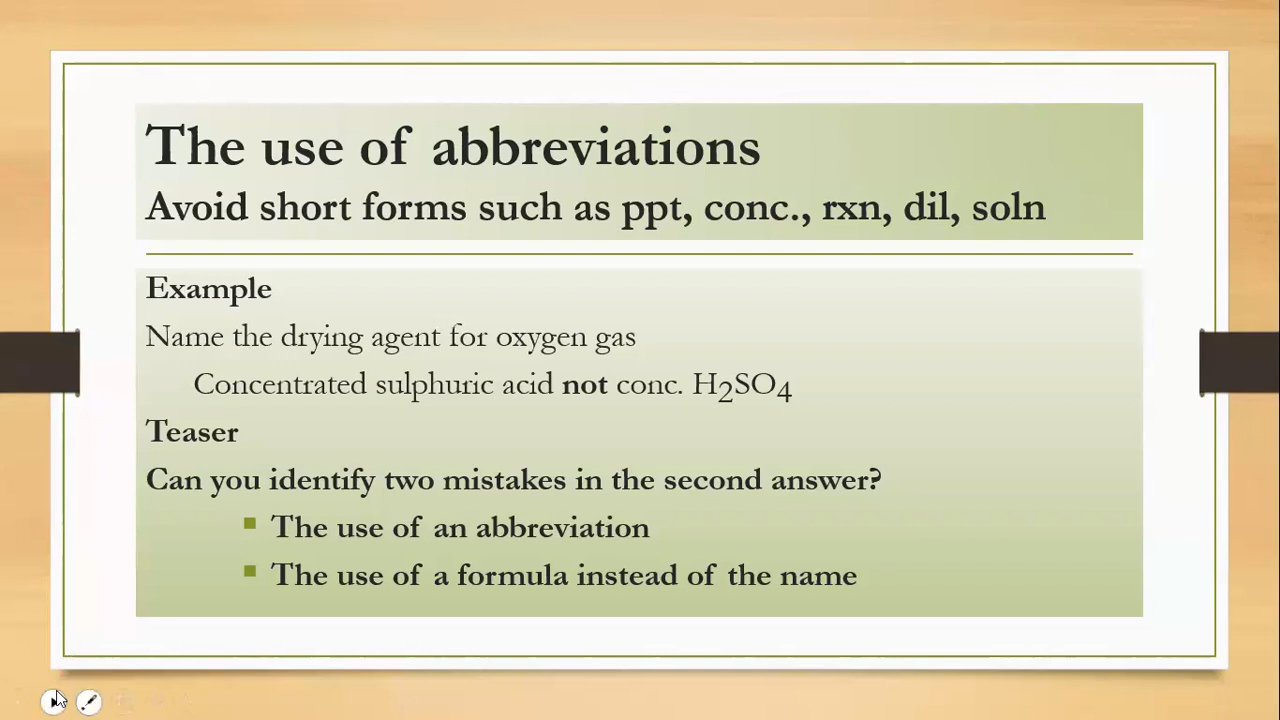 The use of abbreviations
Avoid short forms such as ppt, conc., rxn, dil, soln
Example
Name the drying agent for oxygen gas
Concentrated sulphuric acid not conc. H2SO4
Teaser
Can you identify two mistakes in the second answer?
The use of an abbreviation
The use of a formula instead of the name